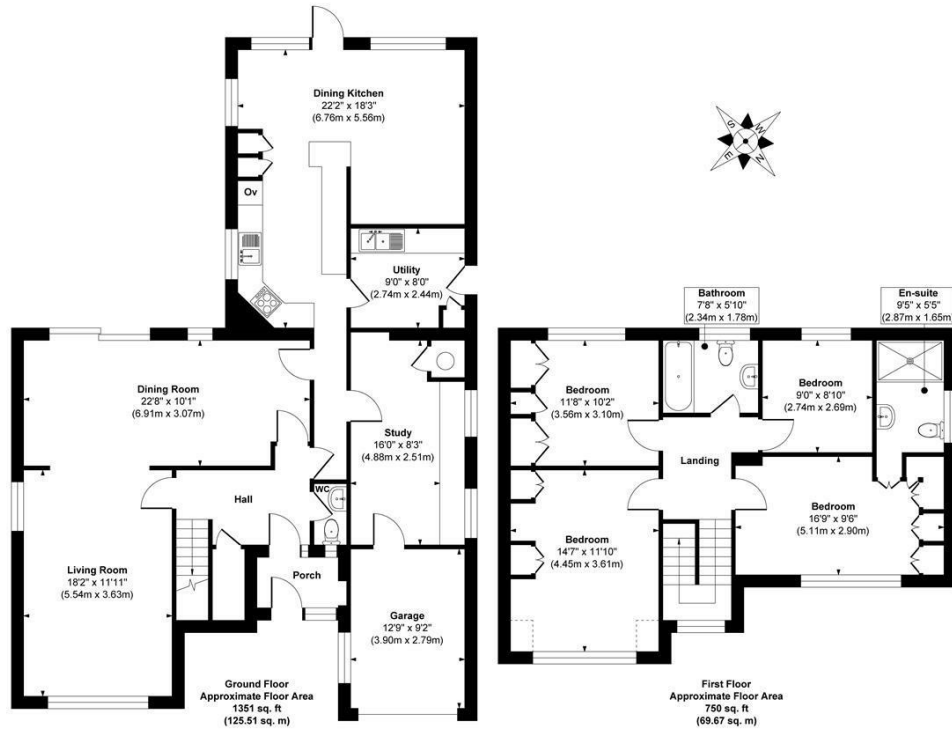 Dining Kitchen
22'2" x 18'3"
(6.76m x 5.56m)
S
W
E
N
Ov
Utility
9'0" x 8'0"
(2.74m x 2.44m)
Dining Room
22'8" x 10'1"
(6.91m x 3.07m)
Study
16'0" x 8'3"
(4.88m x 2.51m)
WC
Hall
Living Room
18'2" x 11'11"
(5.54m x 3.63m)
Porch
Garage
12'9" x 9'2"
(3.90m x 2.79m)
Ground Floor
Approximate Floor Area
1351 sq. ft
(125.51 sq. m)
Bathroom
7'8" x 5'10"
(2.34m x 1.78m)
En-suite
9'5" x 5'5"
(2.87m x 1.65m)
Bedroom
11'8" x 10'2"
(3.56m x 3.10m)
Bedroom
9'0" x 8'10"
(2.74m x 2.69m)
Landing
Bedroom
14'7" x 11'10"
(4.45m x 3.61m)
Bedroom
16'9" x 9'6"
(5.11m x 2.90m)
First Floor
Approximate Floor Area
750 sq. ft
(69.67 sq. m)